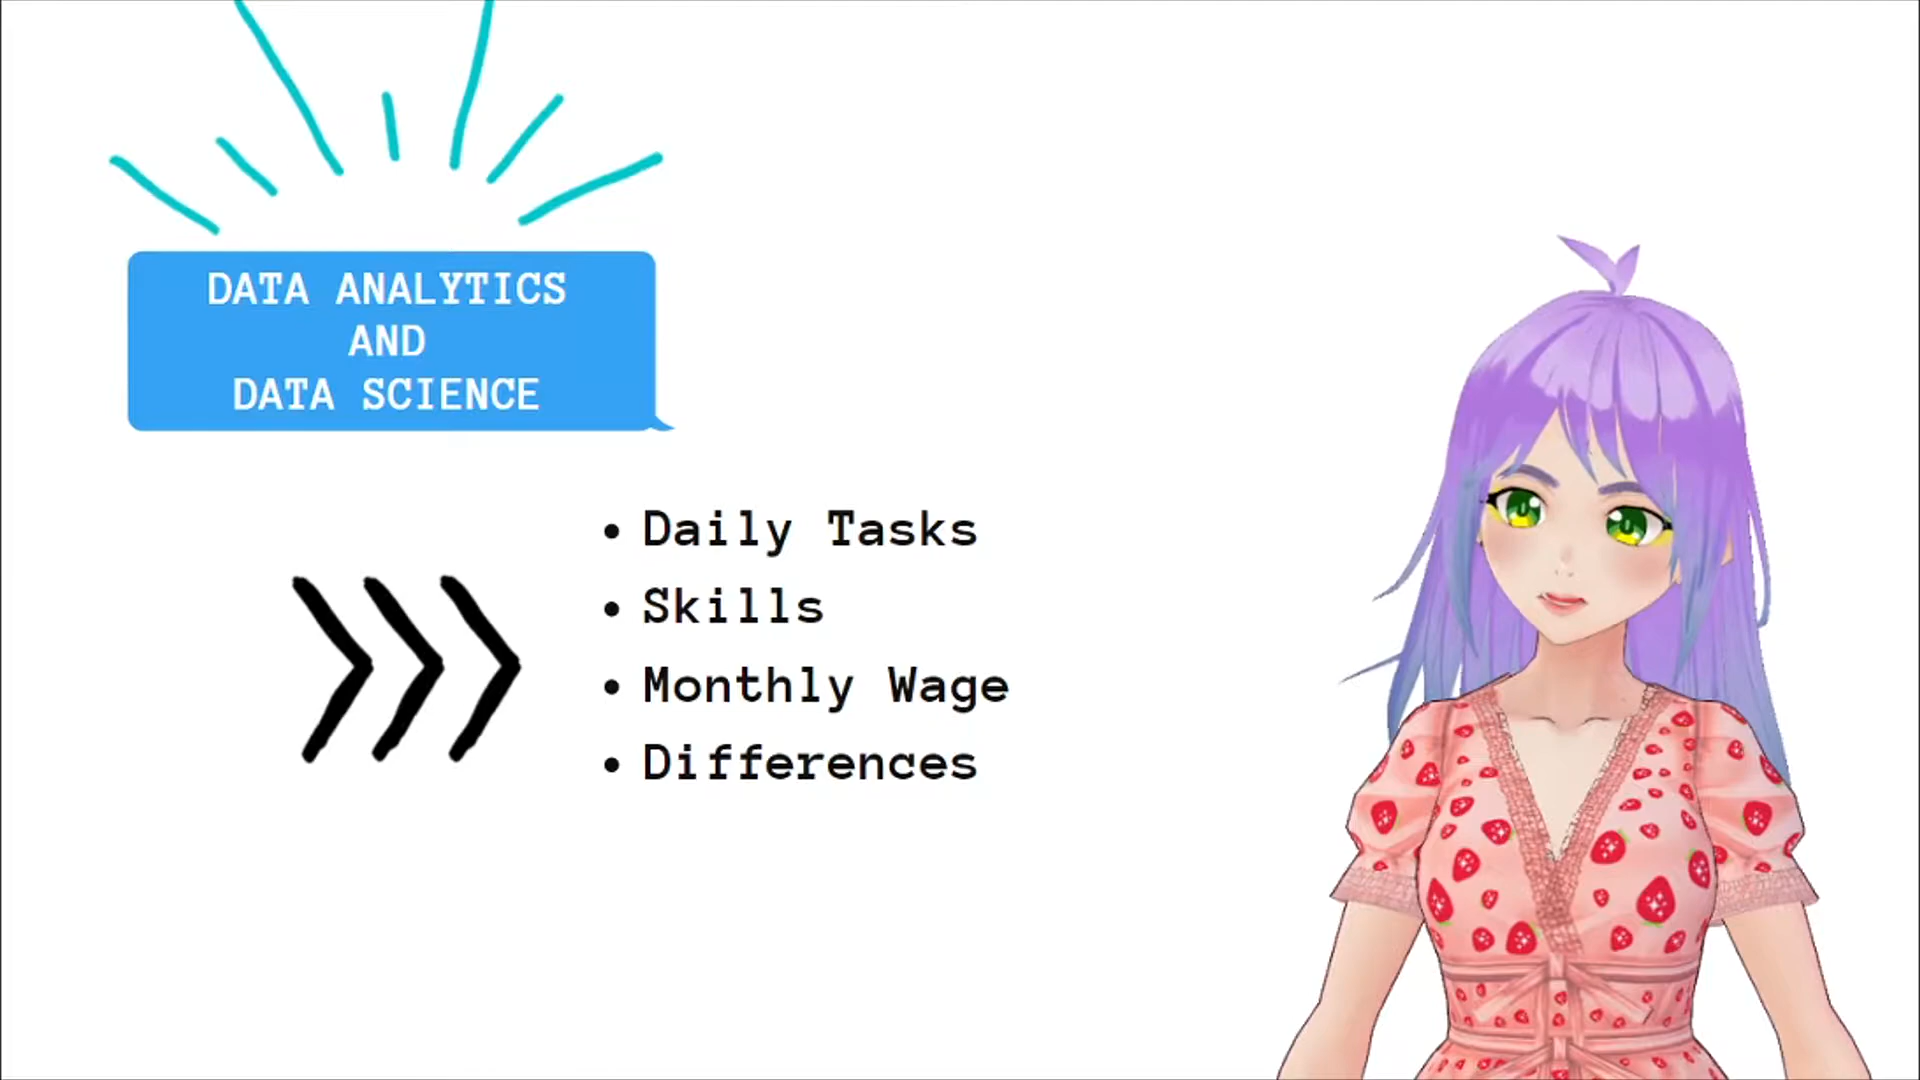 DATA ANALYTICS
AND
DATA SCIENCE
• Daily Tasks
• Skills
• Monthly Wage
• Differences